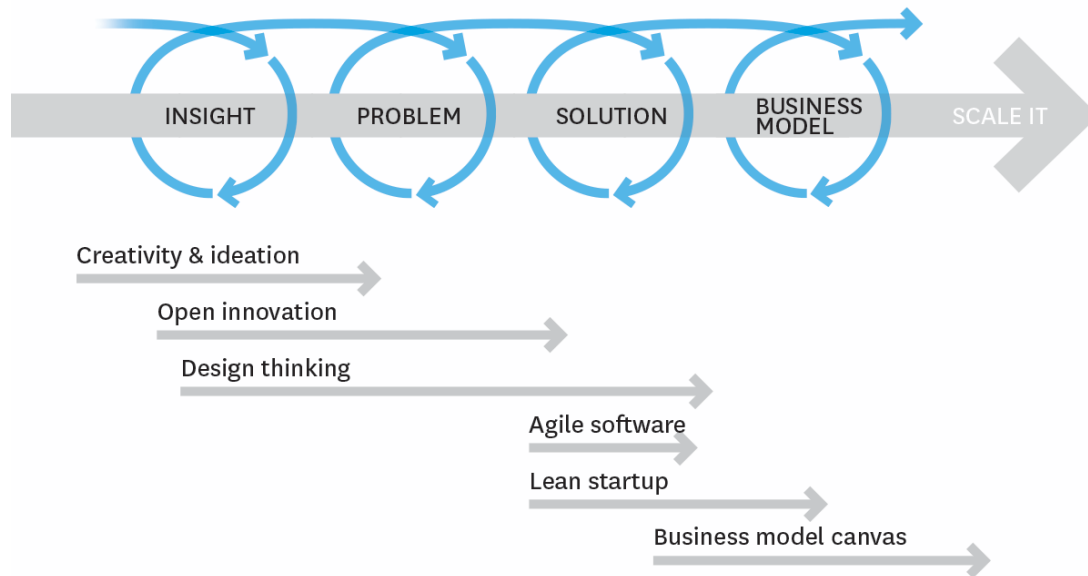 INSIGHT
PROBLEM
SOLUTION
BUSINESS
MODEL
SCALE IT
Creativity & ideation
Open innovation
Design thinking
Agile software
Lean startup
Business model canvas